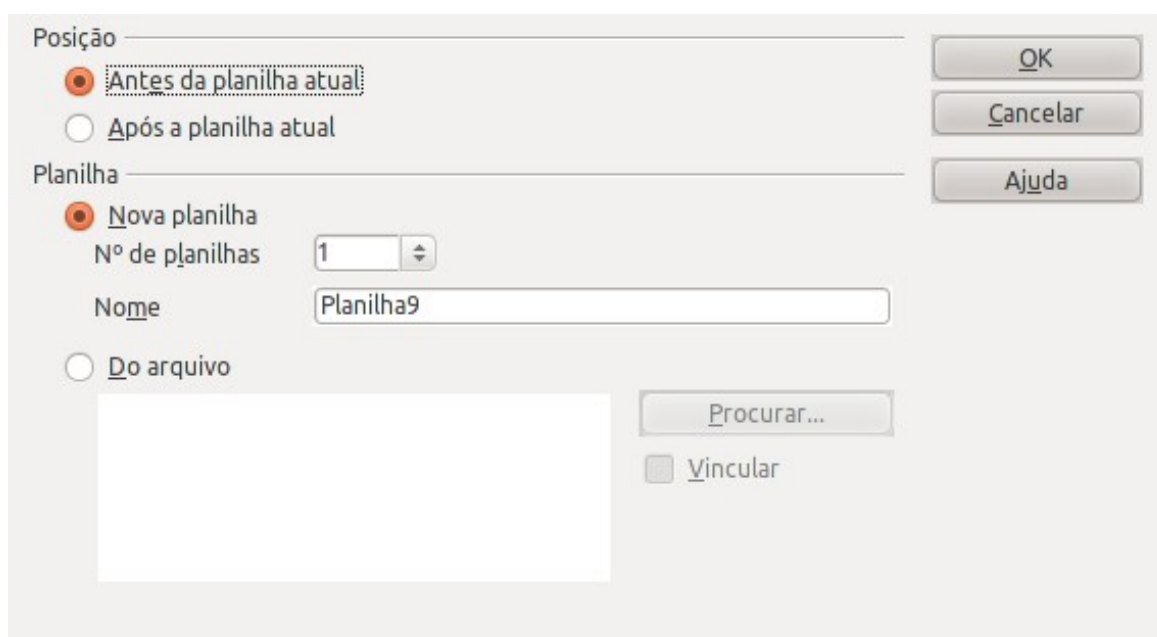 Posição
Antes da planilha atual
Após a planilha atual
OK
Cancelar
Ajuda
Planilha
Nova planilha
Nº de planilhas 1
Nome Planilha9
Do arquivo
Procurar...
Vincular